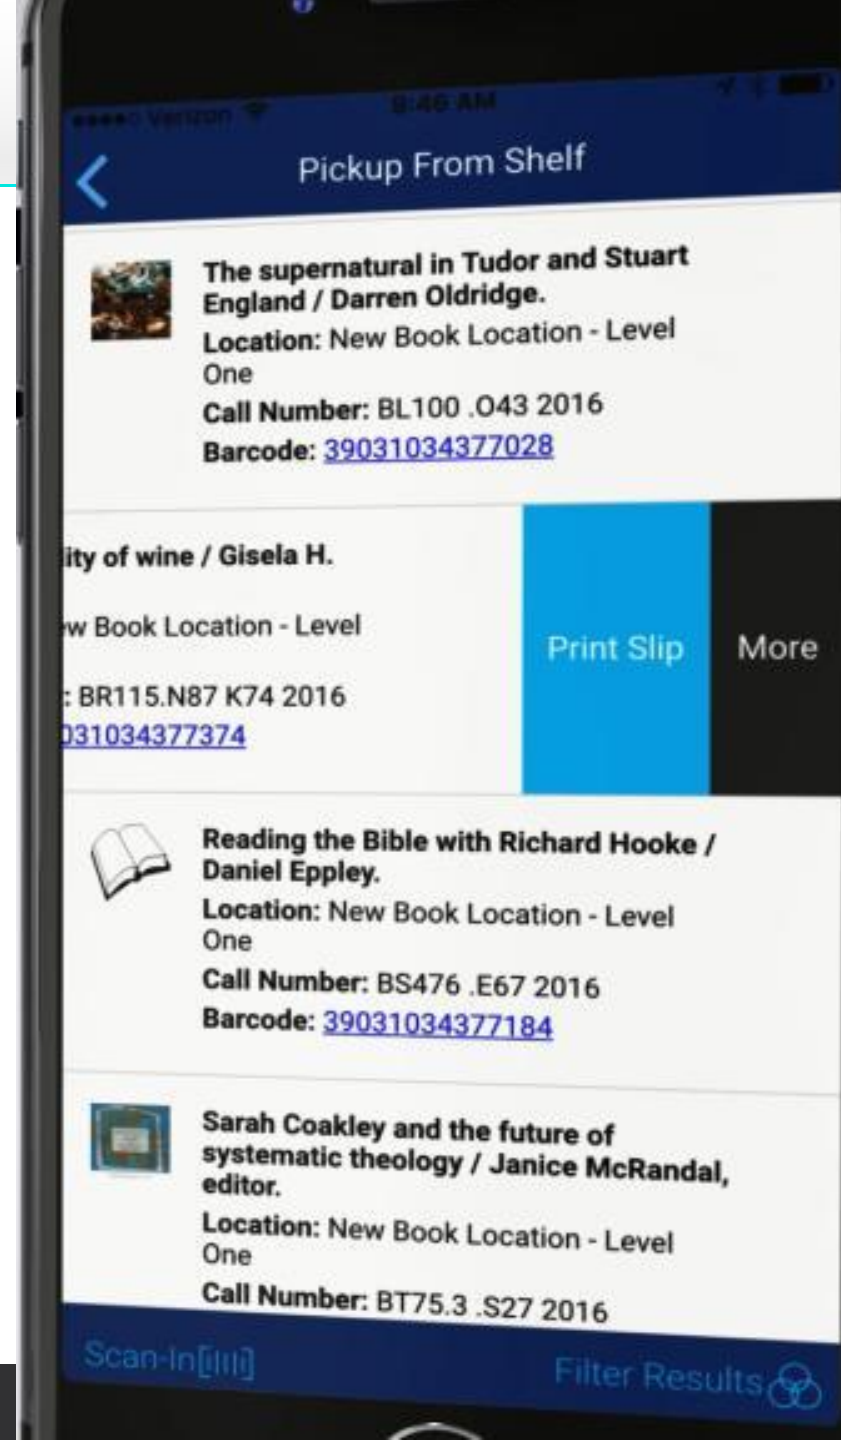 Verizon 9:46 AM
Pickup From Shelf
The supernatural in Tudor and Stuart
England / Darren Oldridge.
Location: New Book Location - Level
One
Call Number: BL100 .O43 2016
Barcode: 39031034377028
ity of wine / Gisela H.
ew Book Location - Level
: BR115.N87 K74 2016
031034377374
Print Slip
More
Reading the Bible with Richard Hooke /
Daniel Eppley.
Location: New Book Location - Level
One
Call Number: BS476 .E67 2016
Barcode: 39031034377184
Sarah Coakley and the future of
systematic theology / Janice McRandal,
editor.
Location: New Book Location - Level
One
Call Number: BT75.3 .S27 2016
Scan-In
Filter Results